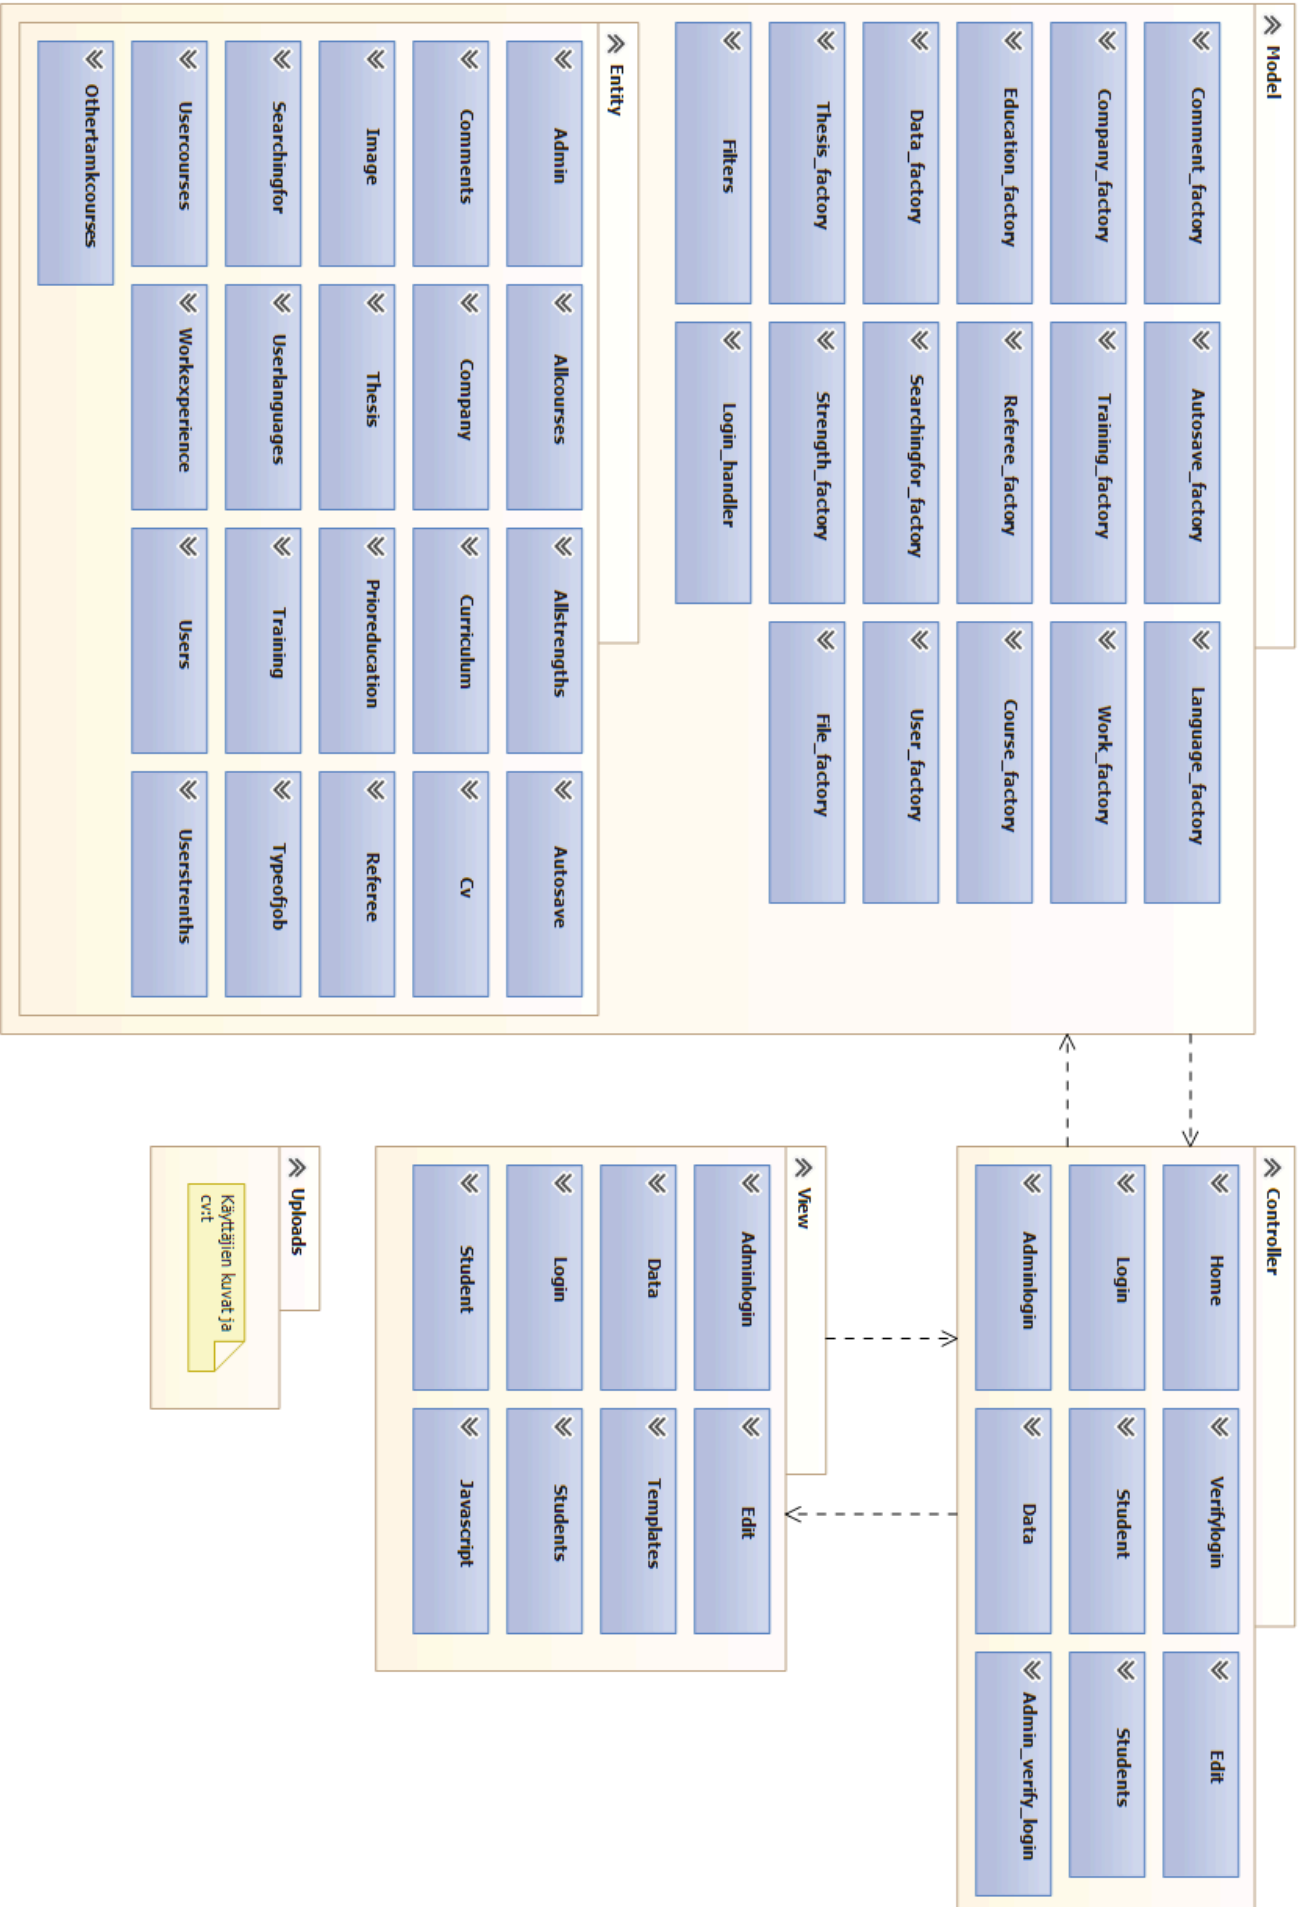 Model
Comment_factory
Autosave_factory
Language_factory
Company_factory
Training_factory
Work_factory
Education_factory
Referee_factory
Course_factory
Data_factory
Searchingfor_factory
User_factory
Thesis_factory
Strength_factory
File_factory
Filters
Login_handler
Entity
Admin
Allcourses
Allstrengths
Autosave
Comments
Company
Curriculum
Cv
Image
Thesis
Prioreducation
Referee
Searchingfor
Userlanguages
Training
Typeofjob
Usercourses
Workexperience
Users
Userstrenths
Othertamkcourses
Controller
Home
Verifylogin
Edit
Login
Student
Students
Adminlogin
Data
Admin_verify_login
View
Adminlogin
Edit
Data
Templates
Login
Students
Student
Javascript
Uploads
Käyttäjien kuvat ja
cv:t